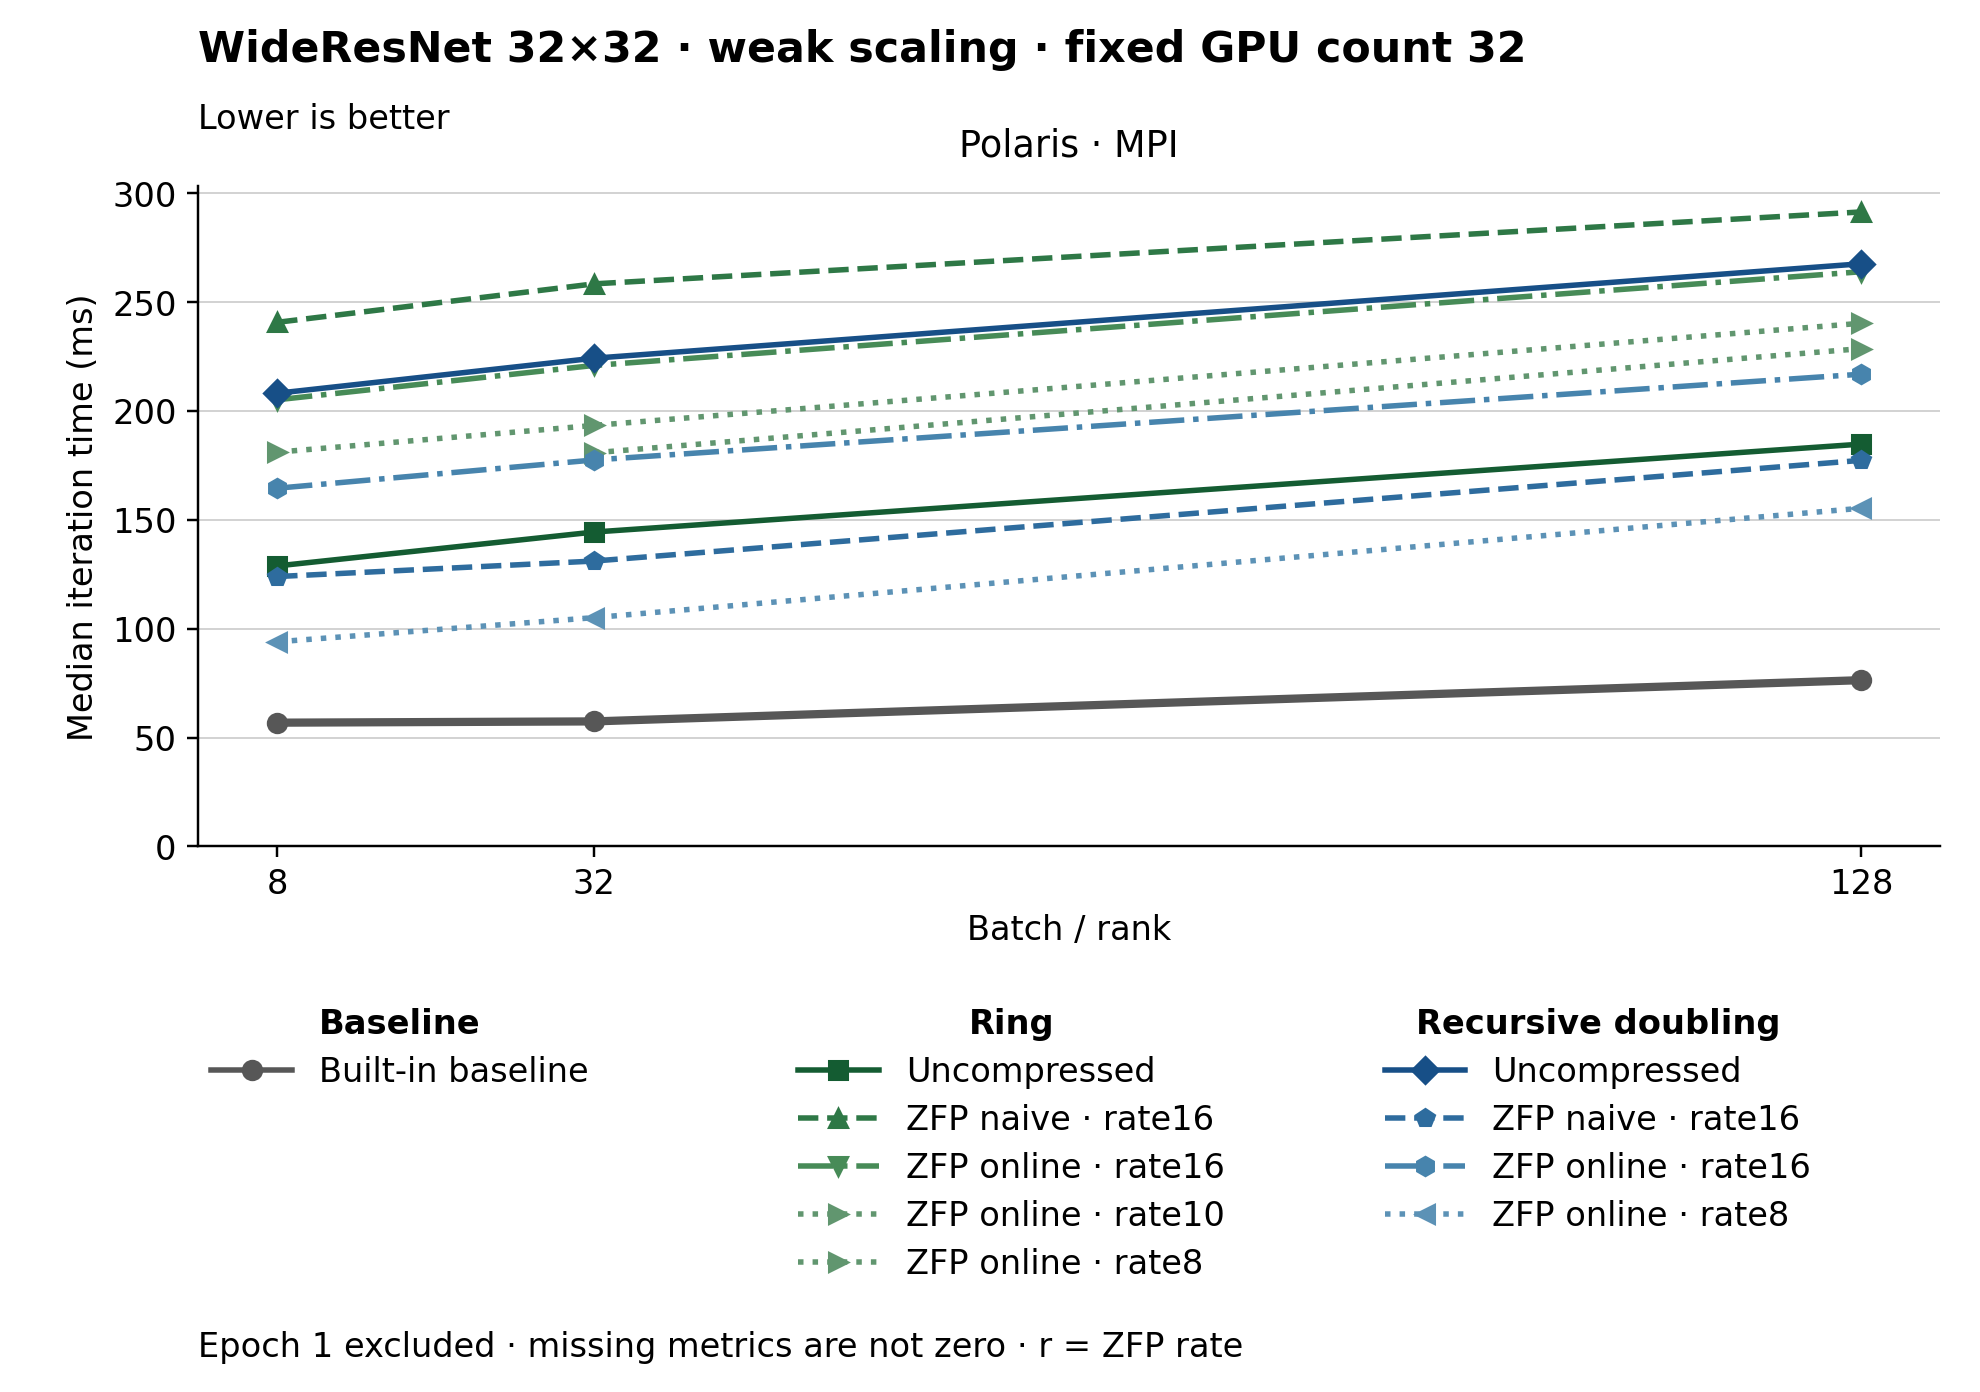 WideResNet 32×32 · weak scaling · fixed GPU count 32
Lower is better
Polaris · MPI
Median iteration time (ms)
300
250
200
150
100
50
0
8
32
128
Batch / rank
Baseline
Built-in baseline
Ring
Uncompressed
ZFP naive · rate16
ZFP online · rate16
ZFP online · rate10
ZFP online · rate8
Recursive doubling
Uncompressed
ZFP naive · rate16
ZFP online · rate16
ZFP online · rate8
Epoch 1 excluded · missing metrics are not zero · r = ZFP rate